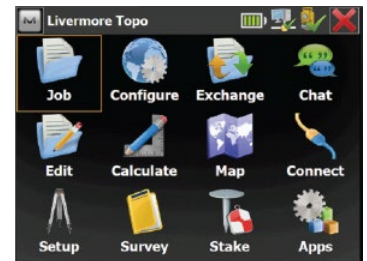 Livermore Topo
Job Configure Exchange Chat
Edit Calculate Map Connect
Setup Survey Stake Apps